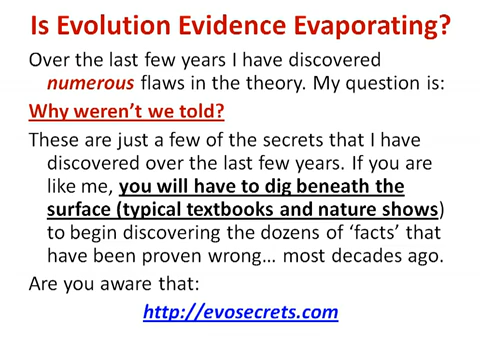 Is Evolution Evidence Evaporating?
Over the last few years I have discovered
numerous flaws in the theory. My question is:
Why weren't we told?
These are just a few of the secrets that I have
discovered over the last few years. If you are
like me, you will have to dig beneath the
surface (typical textbooks and nature shows)
to begin discovering the dozens of ‘facts’ that
have been proven wrong… most decades ago.
Are you aware that:
http://evosecrets.com